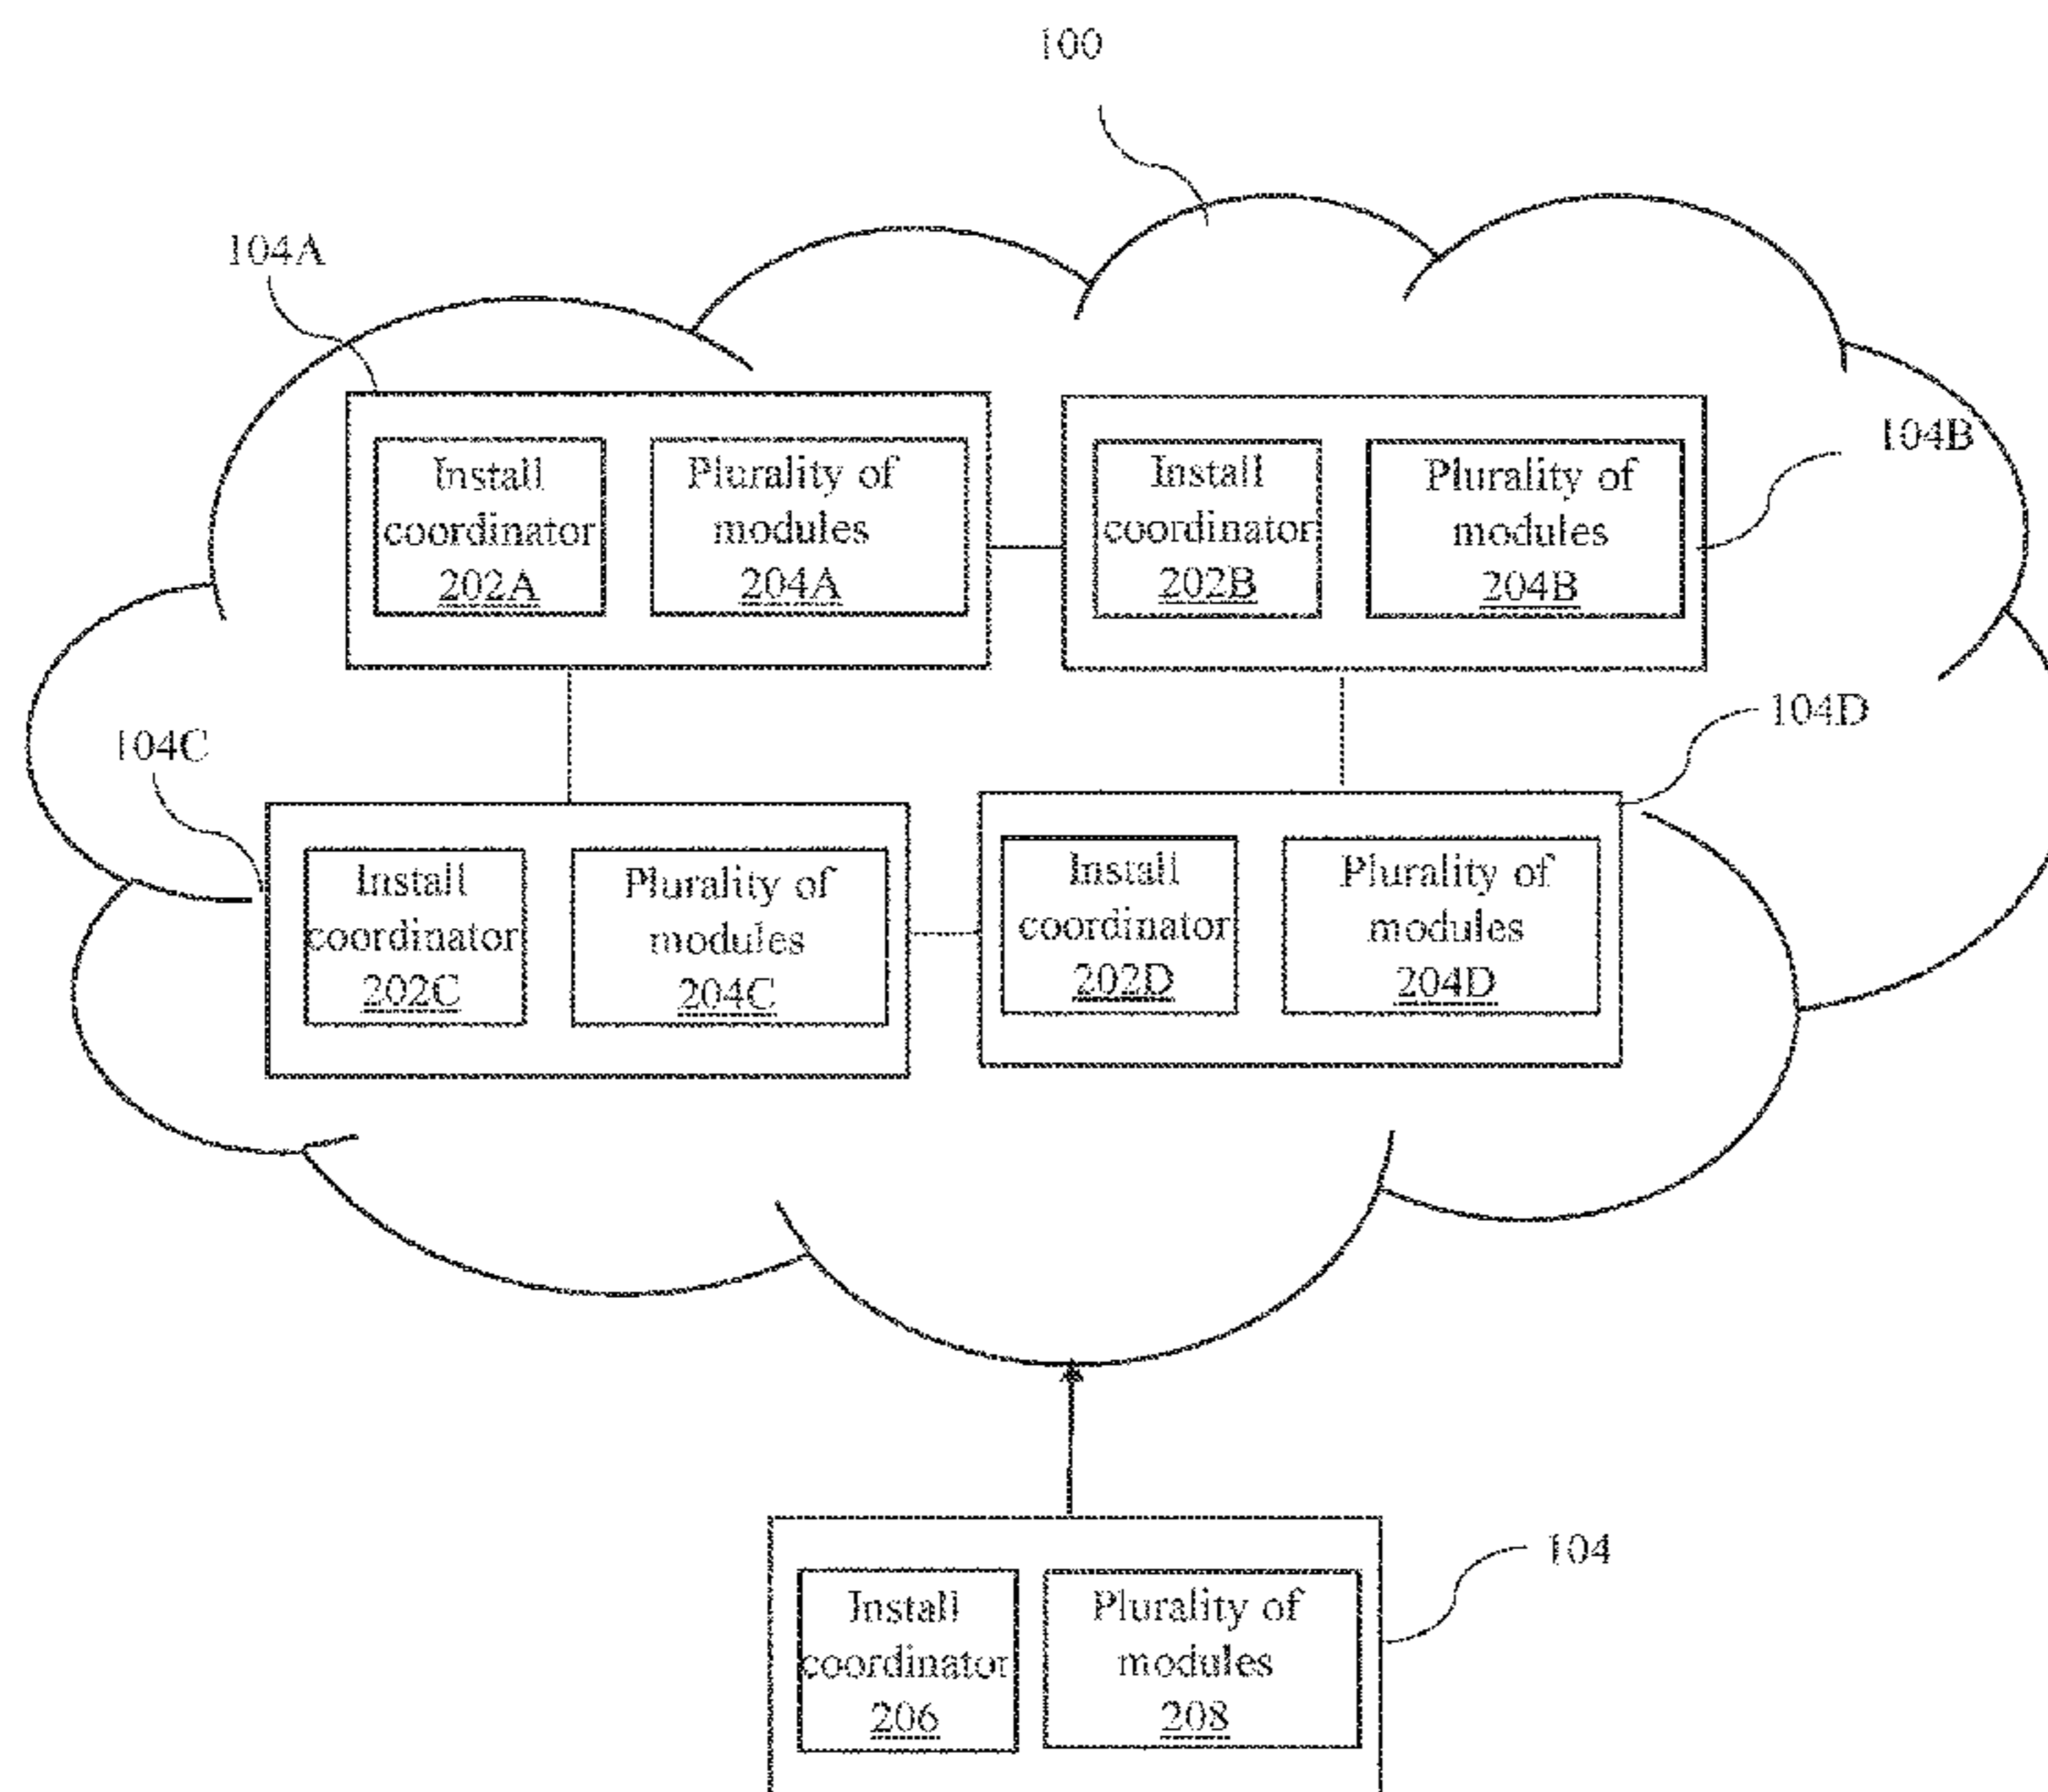 100
104A
Install
coordinator
202A
Plurality of
modules
204A
Install
coordinator
202B
Plurality of
modules
204B
104B
104C
Install
coordinator
202C
Plurality of
modules
204C
Install
coordinator
202D
Plurality of
modules
204D
104D
Install
coordinator
206
Plurality of
modules
208
104